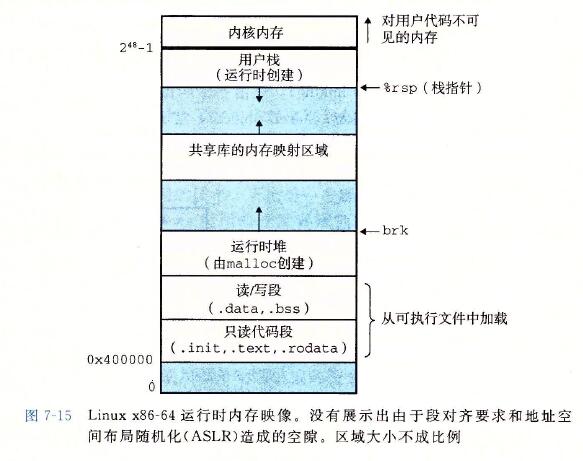 内核内存
对用户代码不可
见的内存
2⁴⁸-1
用户栈
(运行时创建)
%rsp (栈指针)
共享库的内存映射区域
brk
运行时堆
(由malloc创建)
读/写段
(.data,.bss)
从可执行文件中加载
只读代码段
(.init,.text,.rodata)
0x400000
0
图 7-15 Linux x86-64 运行时内存映像。没有展示出由于段对齐要求和地址空
间布局随机化(ASLR)造成的空隙。区域大小不成比例